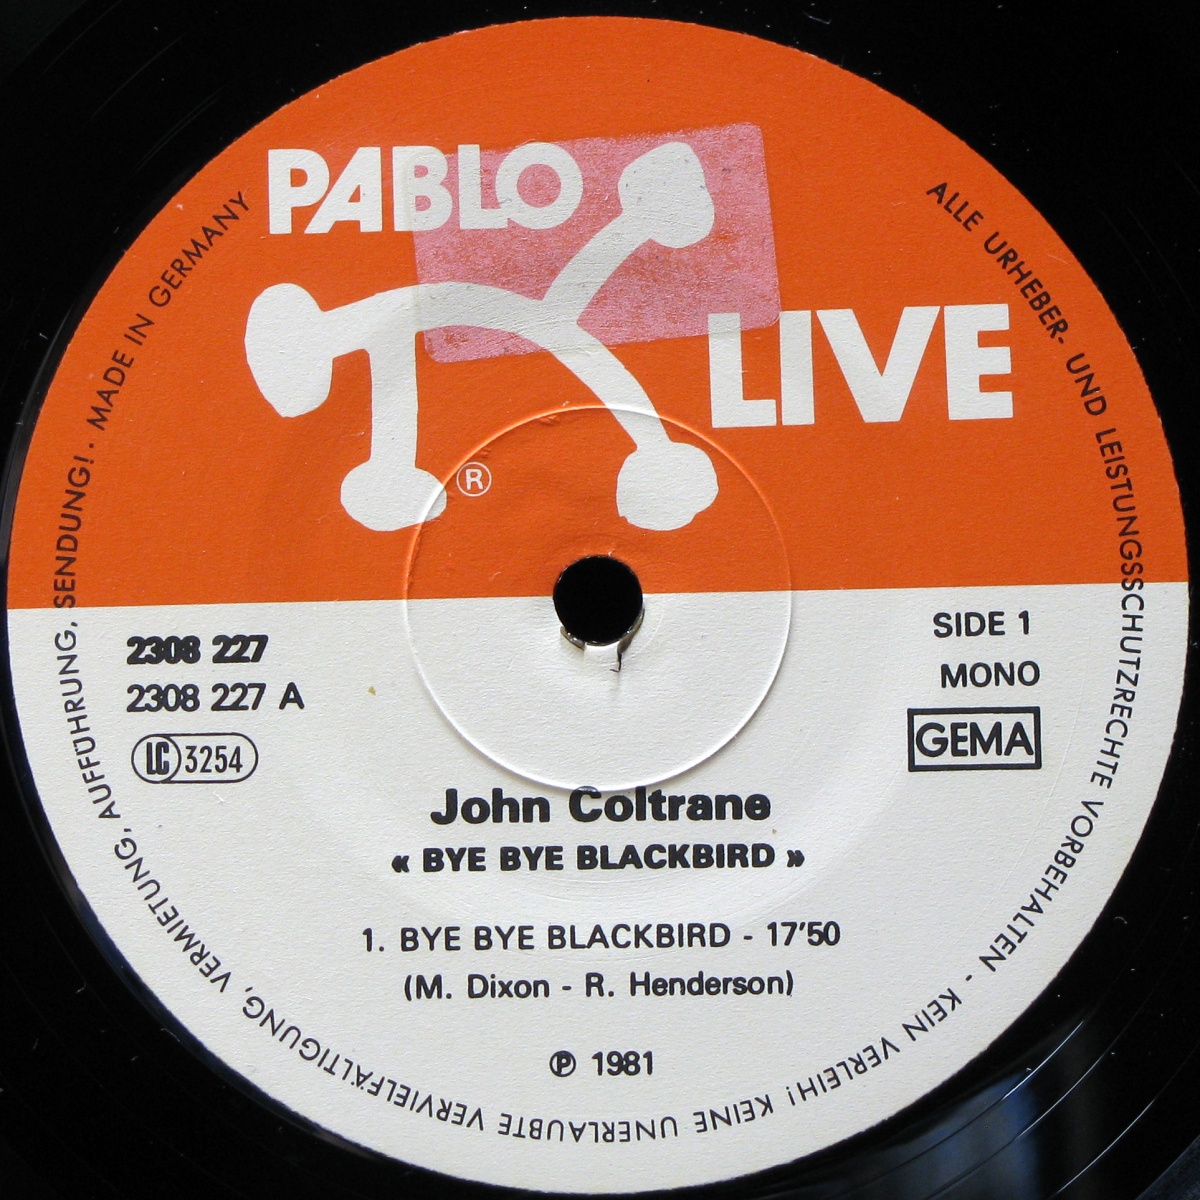 PABLO
LIVE
®
2308 227
2308 227 A
LC 3254
SIDE 1
MONO
GEMA
John Coltrane
« BYE BYE BLACKBIRD »
1. BYE BYE BLACKBIRD - 17'50
(M. Dixon - R. Henderson)
℗ 1981
ALLE URHEBER- UND LEISTUNGSSCHUTZRECHTE VORBEHALTEN - KEIN VERLEIH! KEINE UNERLAUBTE VERVIELFÄLTIGUNG, VERMIETUNG, AUFFÜHRUNG, SENDUNG! · MADE IN GERMANY